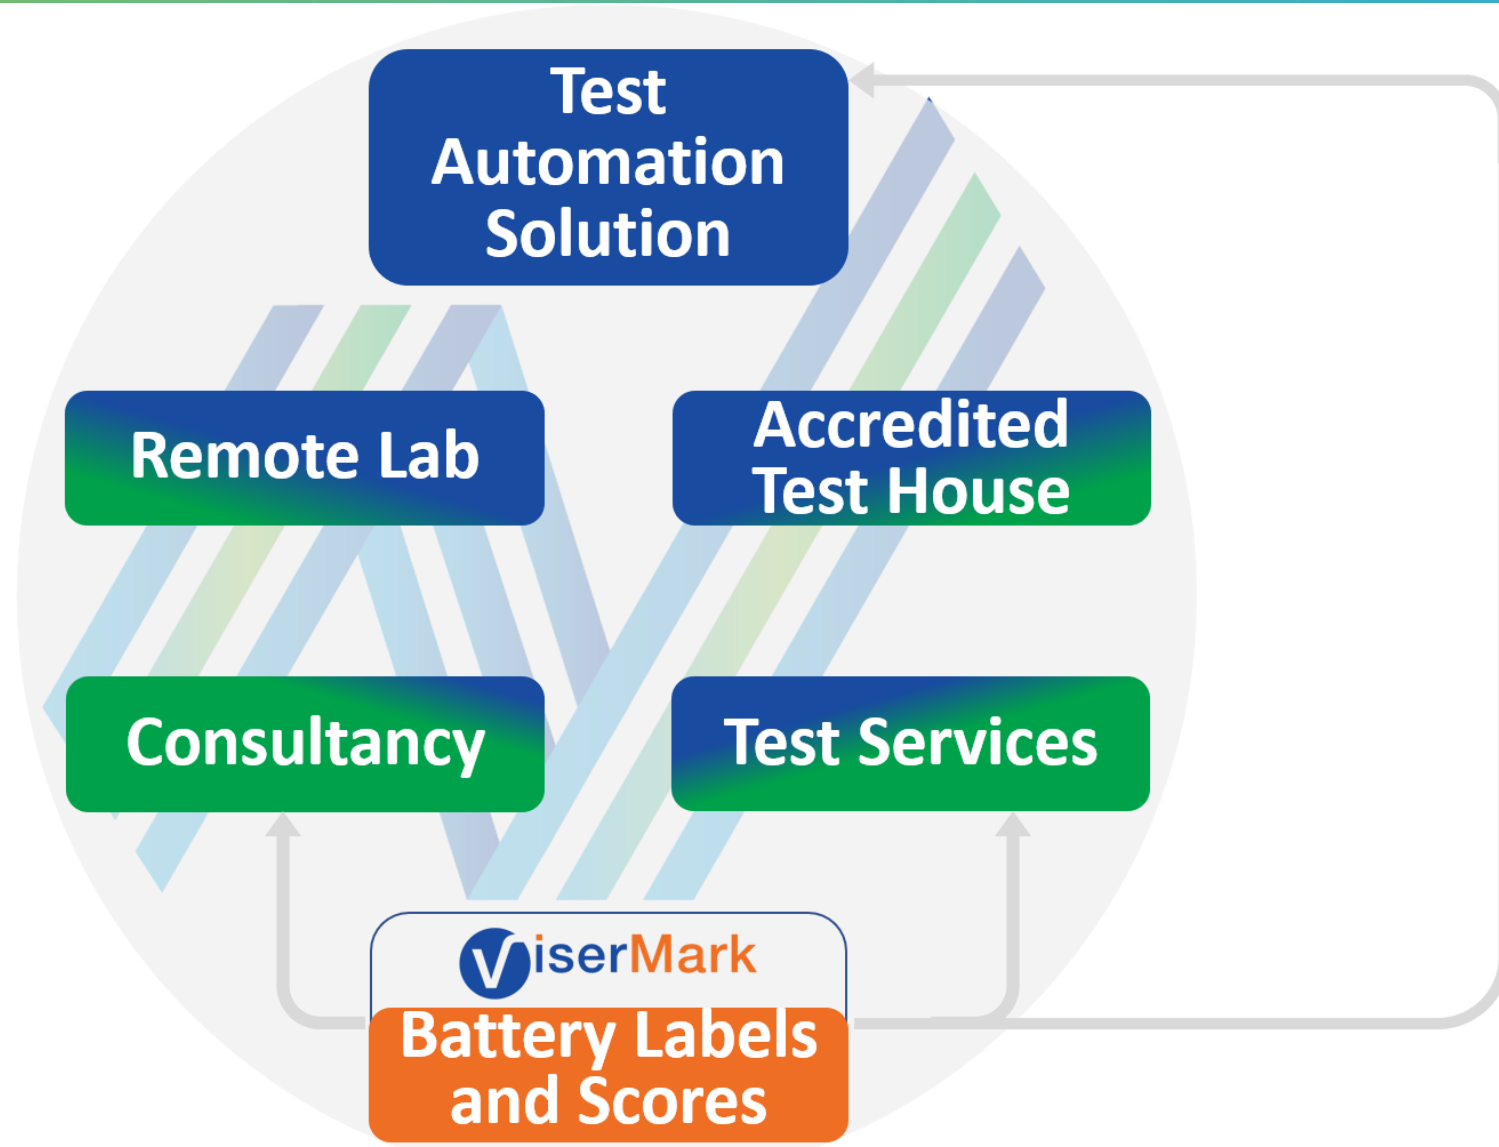 Test
Automation
Solution
Remote Lab
Accredited
Test House
Consultancy
Test Services
ViserMark
Battery Labels
and Scores